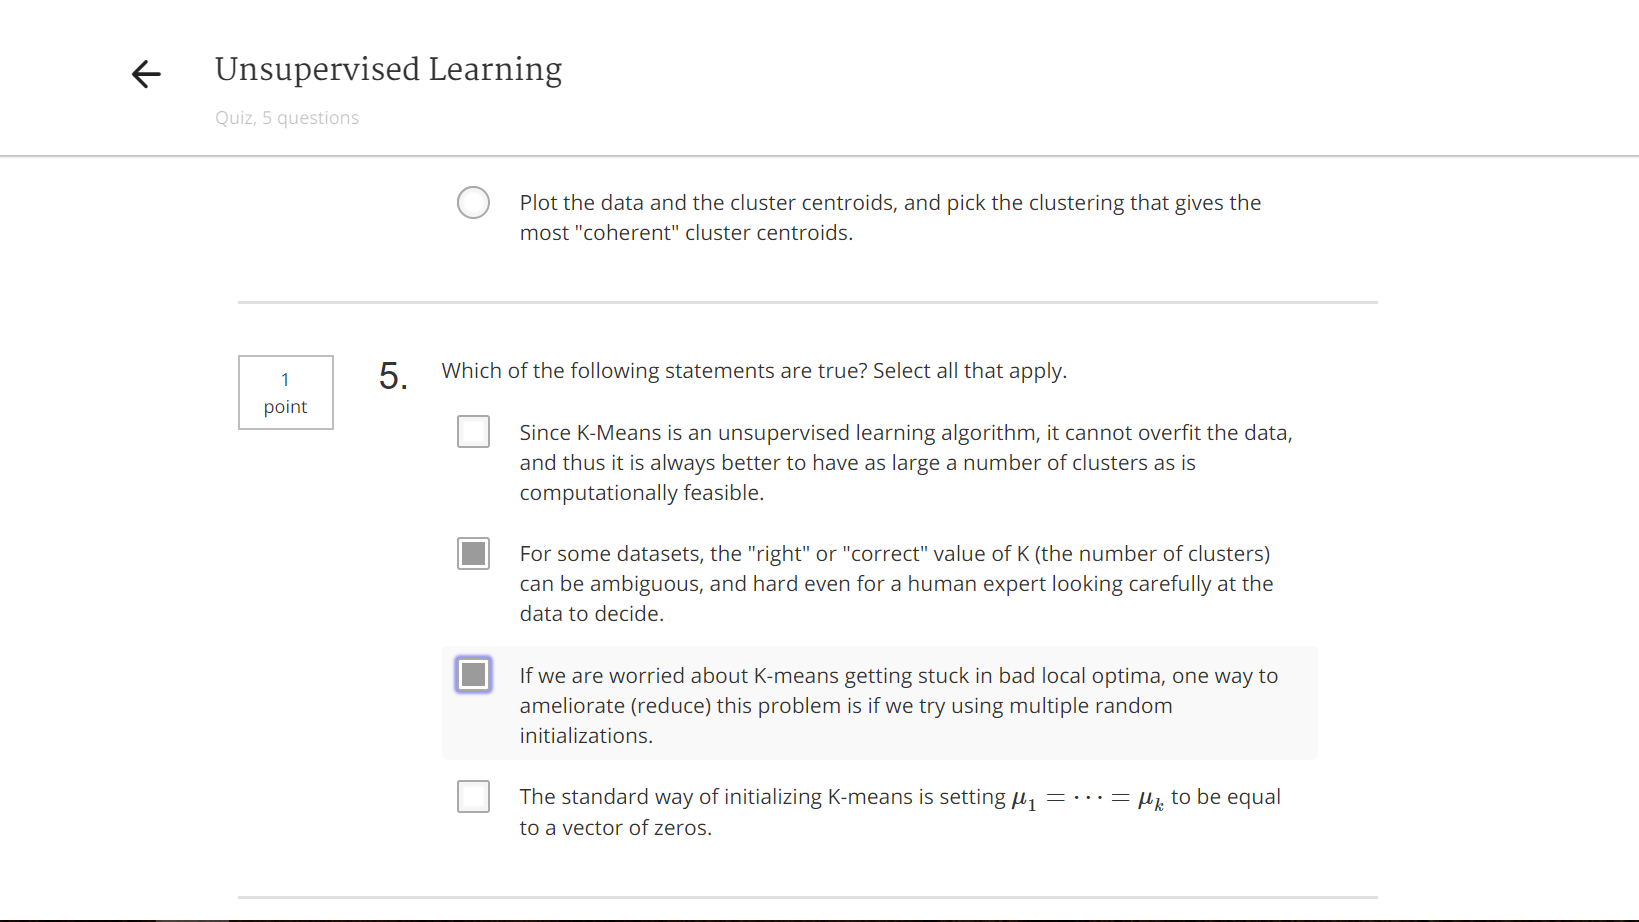 Unsupervised Learning
Quiz, 5 questions
Plot the data and the cluster centroids, and pick the clustering that gives the
most "coherent" cluster centroids.
1
point
5.
Which of the following statements are true? Select all that apply.
Since K-Means is an unsupervised learning algorithm, it cannot overfit the data,
and thus it is always better to have as large a number of clusters as is
computationally feasible.
For some datasets, the "right" or "correct" value of K (the number of clusters)
can be ambiguous, and hard even for a human expert looking carefully at the
data to decide.
If we are worried about K-means getting stuck in bad local optima, one way to
ameliorate (reduce) this problem is if we try using multiple random
initializations.
The standard way of initializing K-means is setting μ₁ = ⋯ = μₖ to be equal
to a vector of zeros.